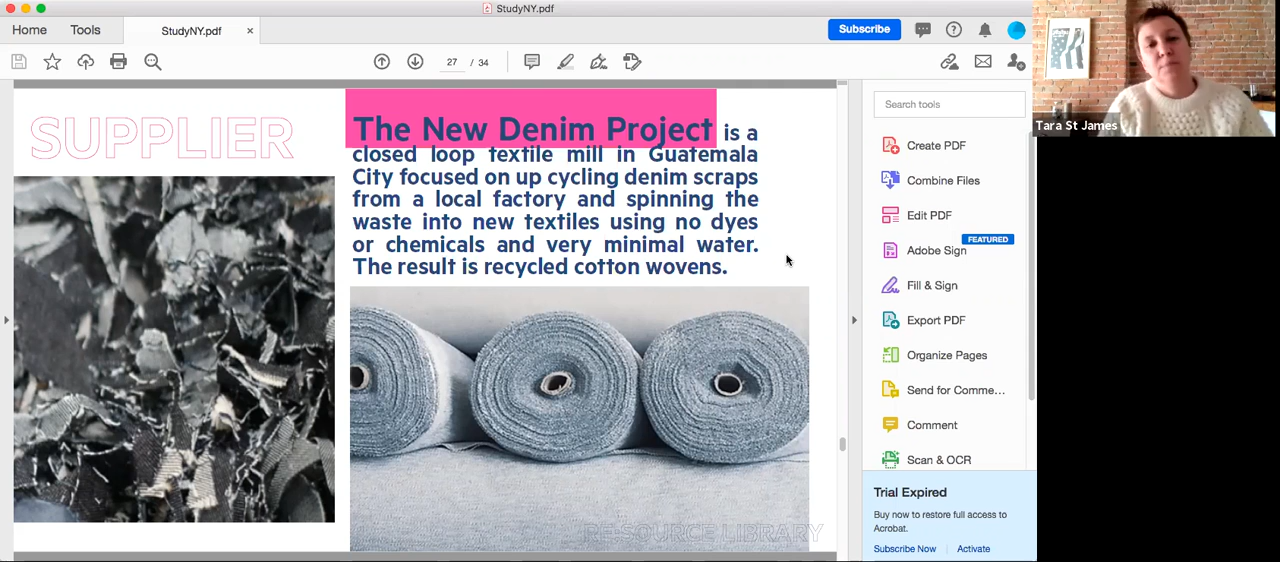 StudyNY.pdf
Home
Tools
StudyNY.pdf
×
Subscribe
27 / 34
SUPPLIER
The New Denim Project is a
closed loop textile mill in Guatemala
City focused on up cycling denim scraps
from a local factory and spinning the
waste into new textiles using no dyes
or chemicals and very minimal water.
The result is recycled cotton wovens.
RE:SOURCE LIBRARY
Search tools
Create PDF
Combine Files
Edit PDF
FEATURED
Adobe Sign
Fill & Sign
Export PDF
Organize Pages
Send for Comme...
Comment
Scan & OCR
Trial Expired
Buy now to restore full access to
Acrobat.
Subscribe Now
Activate
Tara St James